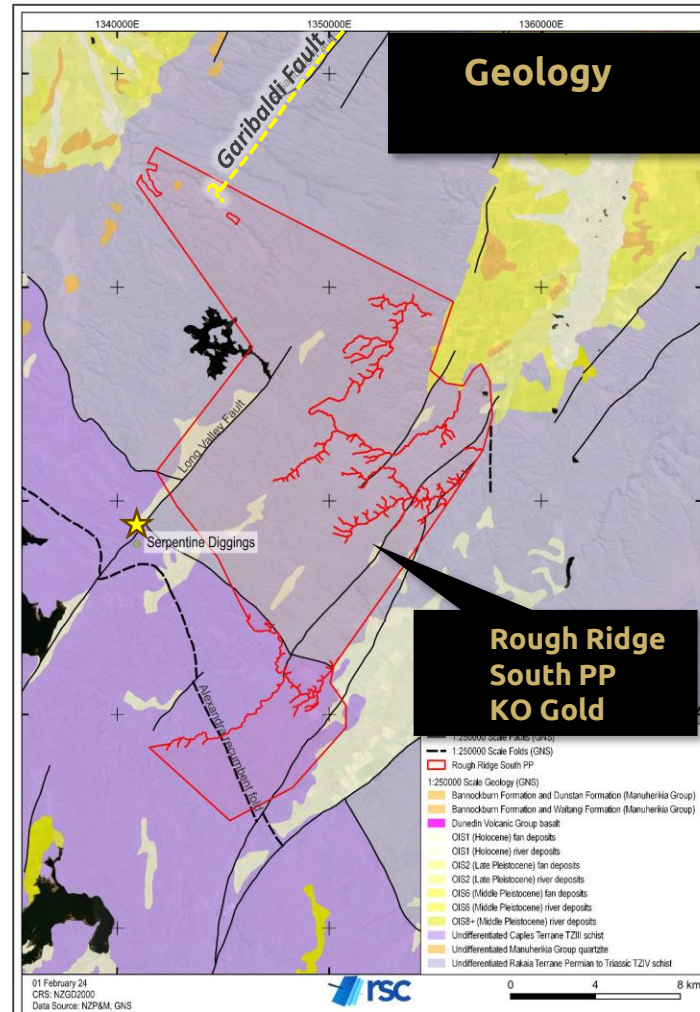 1340000E
1350000E
1360000E
Geology
Garibaldi Fault
?
Long Valley Fault
Serpentine Diggings
Rough Ridge
South PP
KO Gold
Alexandra recumbent fold
1:250000 Scale Faults (GNS)
1:250000 Scale Folds (GNS)
Rough Ridge South PP
1:250000 Scale Geology (GNS)
Bannockburn Formation and Dunstan Formation (Manuherikia Group)
Bannockburn Formation and Waitangi Formation (Manuherikia Group)
Dunedin Volcanic Group basalt
OIS1 (Holocene) fan deposits
OIS1 (Holocene) river deposits
OIS2 (Late Pleistocene) fan deposits
OIS2 (Late Pleistocene) river deposits
OIS6 (Middle Pleistocene) fan deposits
OIS6 (Middle Pleistocene) river deposits
OIS8+ (Middle Pleistocene) river deposits
Undifferentiated Caples Terrane TZIII schist
Undifferentiated Manuherikia Group quartzite
Undifferentiated Rakaia Terrane Permian to Triassic TZIV schist
01 February 24
CRS: NZGD2000
Data Source: NZP&M, GNS
rsc
0 4 8 km